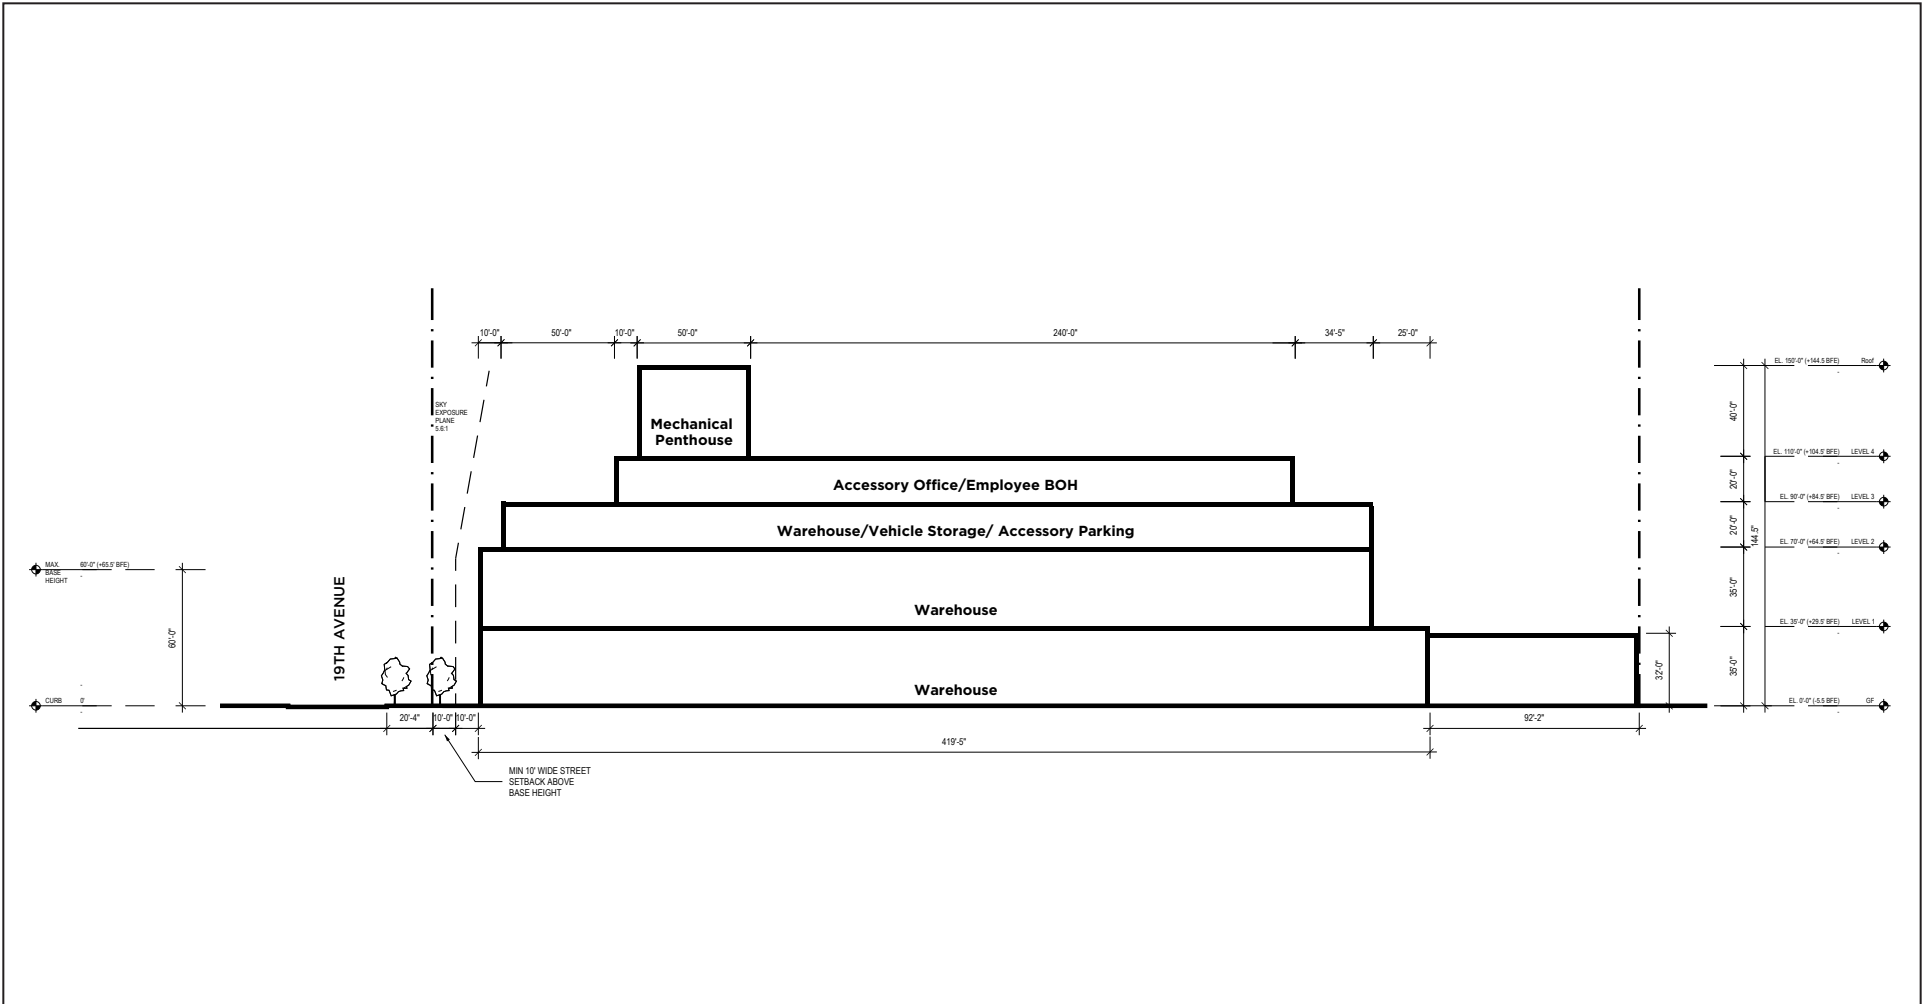 10'-0"
50'-0"
10'-0"
50'-0"
240'-0"
34'-5"
25'-0"
EL. 150'-0" (+144.5 BFE)
Roof
SKY
EXPOSURE
PLANE
5.6:1
40'-0"
Mechanical
Penthouse
EL. 110'-0" (+104.5' BFE)
LEVEL 4
Accessory Office/Employee BOH
20'-0"
EL. 90'-0" (+84.5' BFE)
LEVEL 3
Warehouse/Vehicle Storage/ Accessory Parking
20'-0"
144.5"
EL. 70'-0" (+64.5' BFE)
LEVEL 2
MAX.
BASE
HEIGHT
60'-0" (+65.5' BFE)
19TH AVENUE
60'-0"
Warehouse
35'-0"
EL. 35'-0" (+29.5' BFE)
LEVEL 1
35'-0"
32'-0"
Warehouse
CURB
0'
EL. 0'-0" (-5.5 BFE)
GF
20'-4"
10'-0"
10'-0"
92'-2"
419'-5"
MIN 10' WIDE STREET
SETBACK ABOVE
BASE HEIGHT